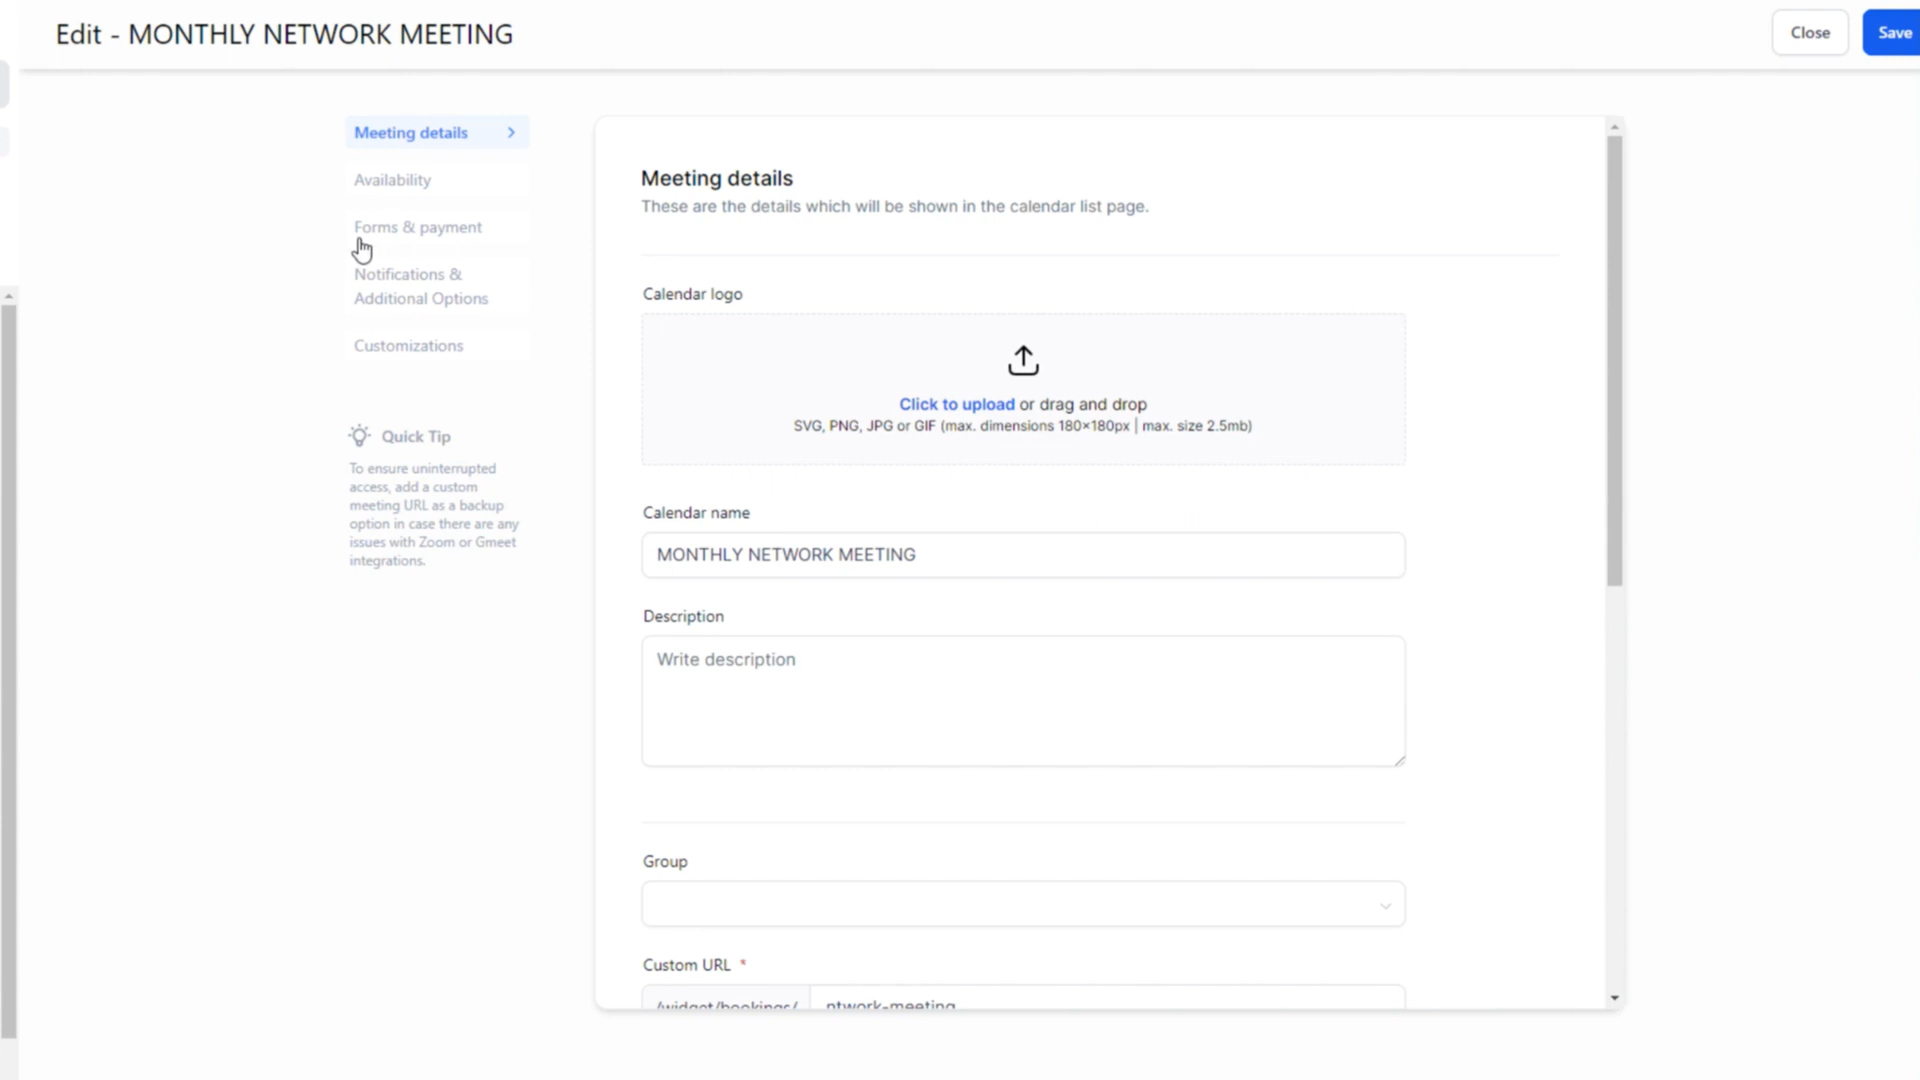 Edit - MONTHLY NETWORK MEETING
Close
Save
Meeting details
Availability
Forms & payment
Notifications &
Additional Options
Customizations
Quick Tip
To ensure uninterrupted
access, add a custom
meeting URL as a backup
option in case there are any
issues with Zoom or Gmeet
integrations.
Meeting details
These are the details which will be shown in the calendar list page.
Calendar logo
Click to upload or drag and drop
SVG, PNG, JPG or GIF (max. dimensions 180×180px | max. size 2.5mb)
Calendar name
MONTHLY NETWORK MEETING
Description
Write description
Group
Custom URL *
/widget/bookings/ ntwork-meeting